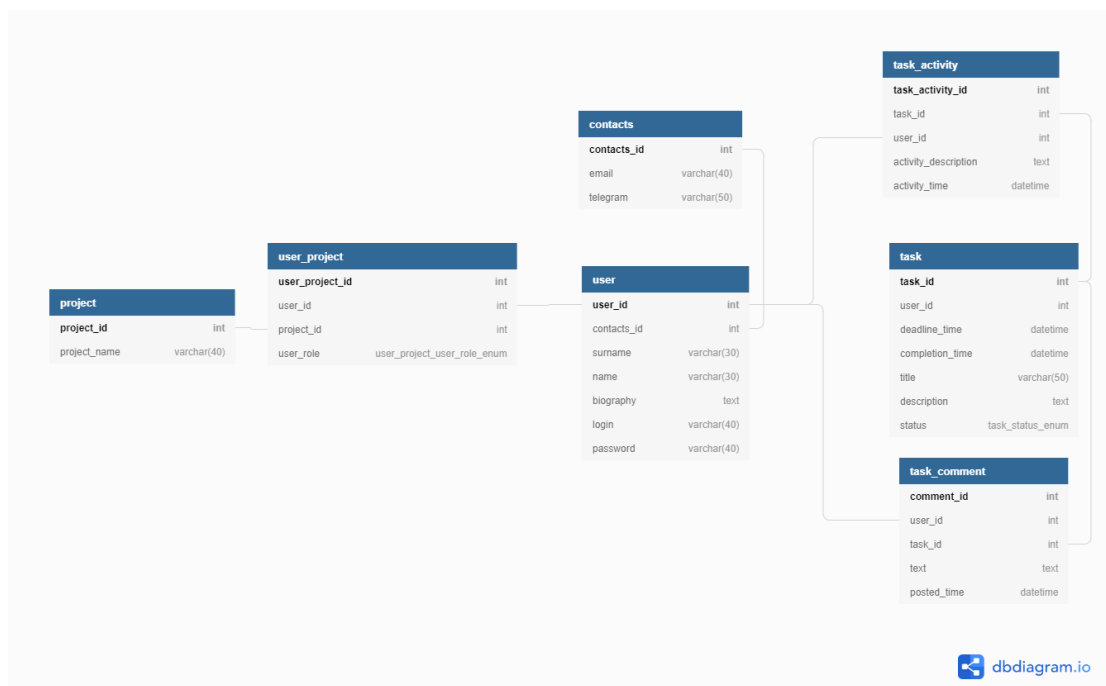 project
project_id int
project_name varchar(40)
user_project
user_project_id int
user_id int
project_id int
user_role user_project_user_role_enum
contacts
contacts_id int
email varchar(40)
telegram varchar(50)
user
user_id int
contacts_id int
surname varchar(30)
name varchar(30)
biography text
login varchar(40)
password varchar(40)
task_activity
task_activity_id int
task_id int
user_id int
activity_description text
activity_time datetime
task
task_id int
user_id int
deadline_time datetime
completion_time datetime
title varchar(50)
description text
status task_status_enum
task_comment
comment_id int
user_id int
task_id int
text text
posted_time datetime
dbdiagram.io